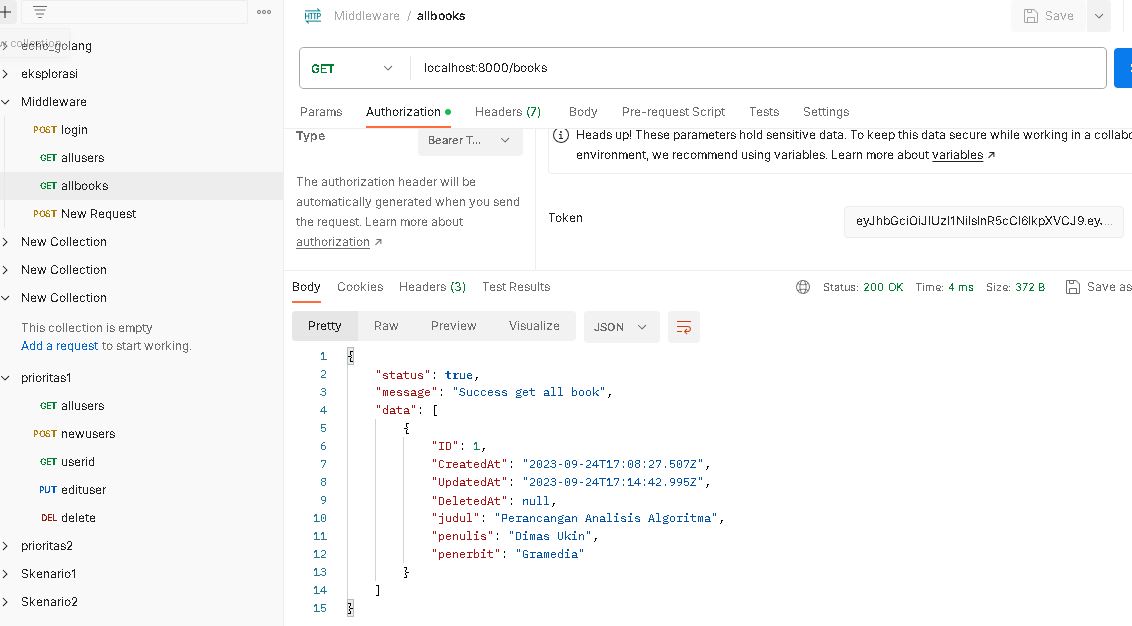 HTTP Middleware / allbooks
Save
echo_golang
eksplorasi
Middleware
POST login
GET allusers
GET allbooks
POST New Request
New Collection
New Collection
New Collection
This collection is empty
Add a request to start working.
prioritas1
GET allusers
POST newusers
GET userid
PUT edituser
DEL delete
prioritas2
Skenario1
Skenario2
GET localhost:8000/books
Params Authorization Headers (7) Body Pre-request Script Tests Settings
Type Bearer T...
The authorization header will be
automatically generated when you send
the request. Learn more about
authorization ↗
Heads up! These parameters hold sensitive data. To keep this data secure while working in a collabo
environment, we recommend using variables. Learn more about variables ↗
Token
Body Cookies Headers (3) Test Results
Status: 200 OK Time: 4 ms Size: 372 B Save as
Pretty Raw Preview Visualize JSON
1 {
2 "status": true,
3 "message": "Success get all book",
4 "data": [
5 {
6 "ID": 1,
7 "CreatedAt": "2023-09-24T17:08:27.507Z",
8 "UpdatedAt": "2023-09-24T17:14:42.995Z",
9 "DeletedAt": null,
10 "judul": "Perancangan Analisis Algoritma",
11 "penulis": "Dimas Ukin",
12 "penerbit": "Gramedia"
13 }
14 ]
15 }